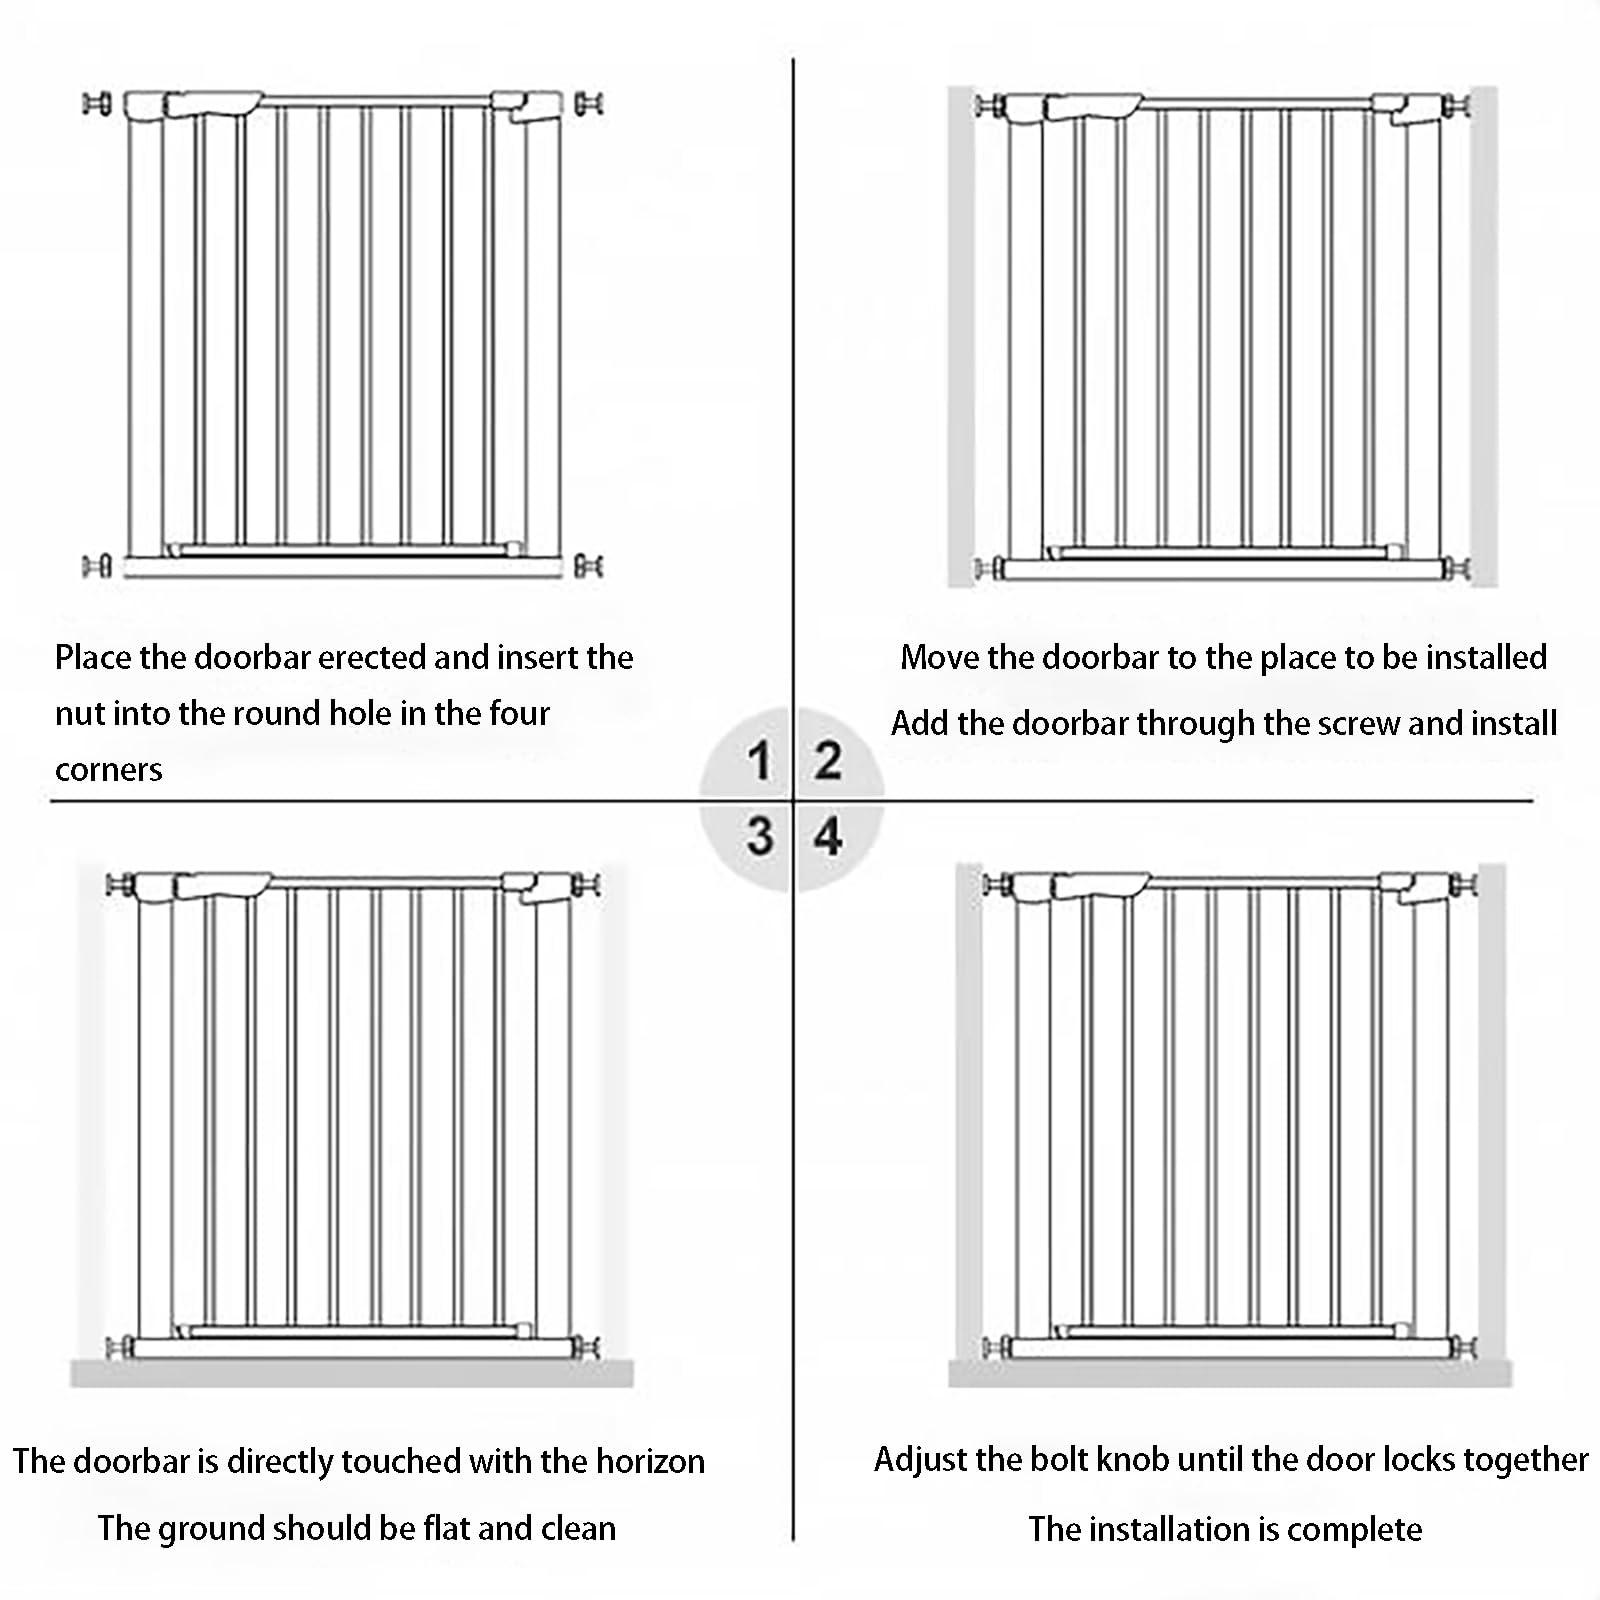 Place the doorbar erected and insert the
nut into the round hole in the four
corners
Move the doorbar to the place to be installed
Add the doorbar through the screw and install
1 2
3 4
The doorbar is directly touched with the horizon
The ground should be flat and clean
Adjust the bolt knob until the door locks together
The installation is complete